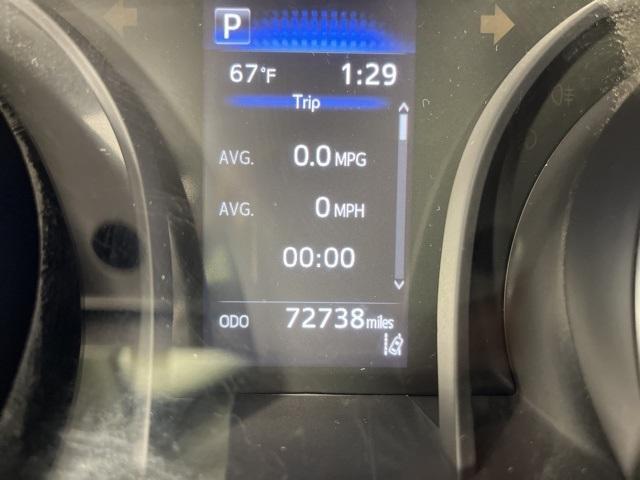 P
67°F 1:29
Trip
AVG. 0.0 MPG
AVG. 0 MPH
00:00
ODO 72738 miles